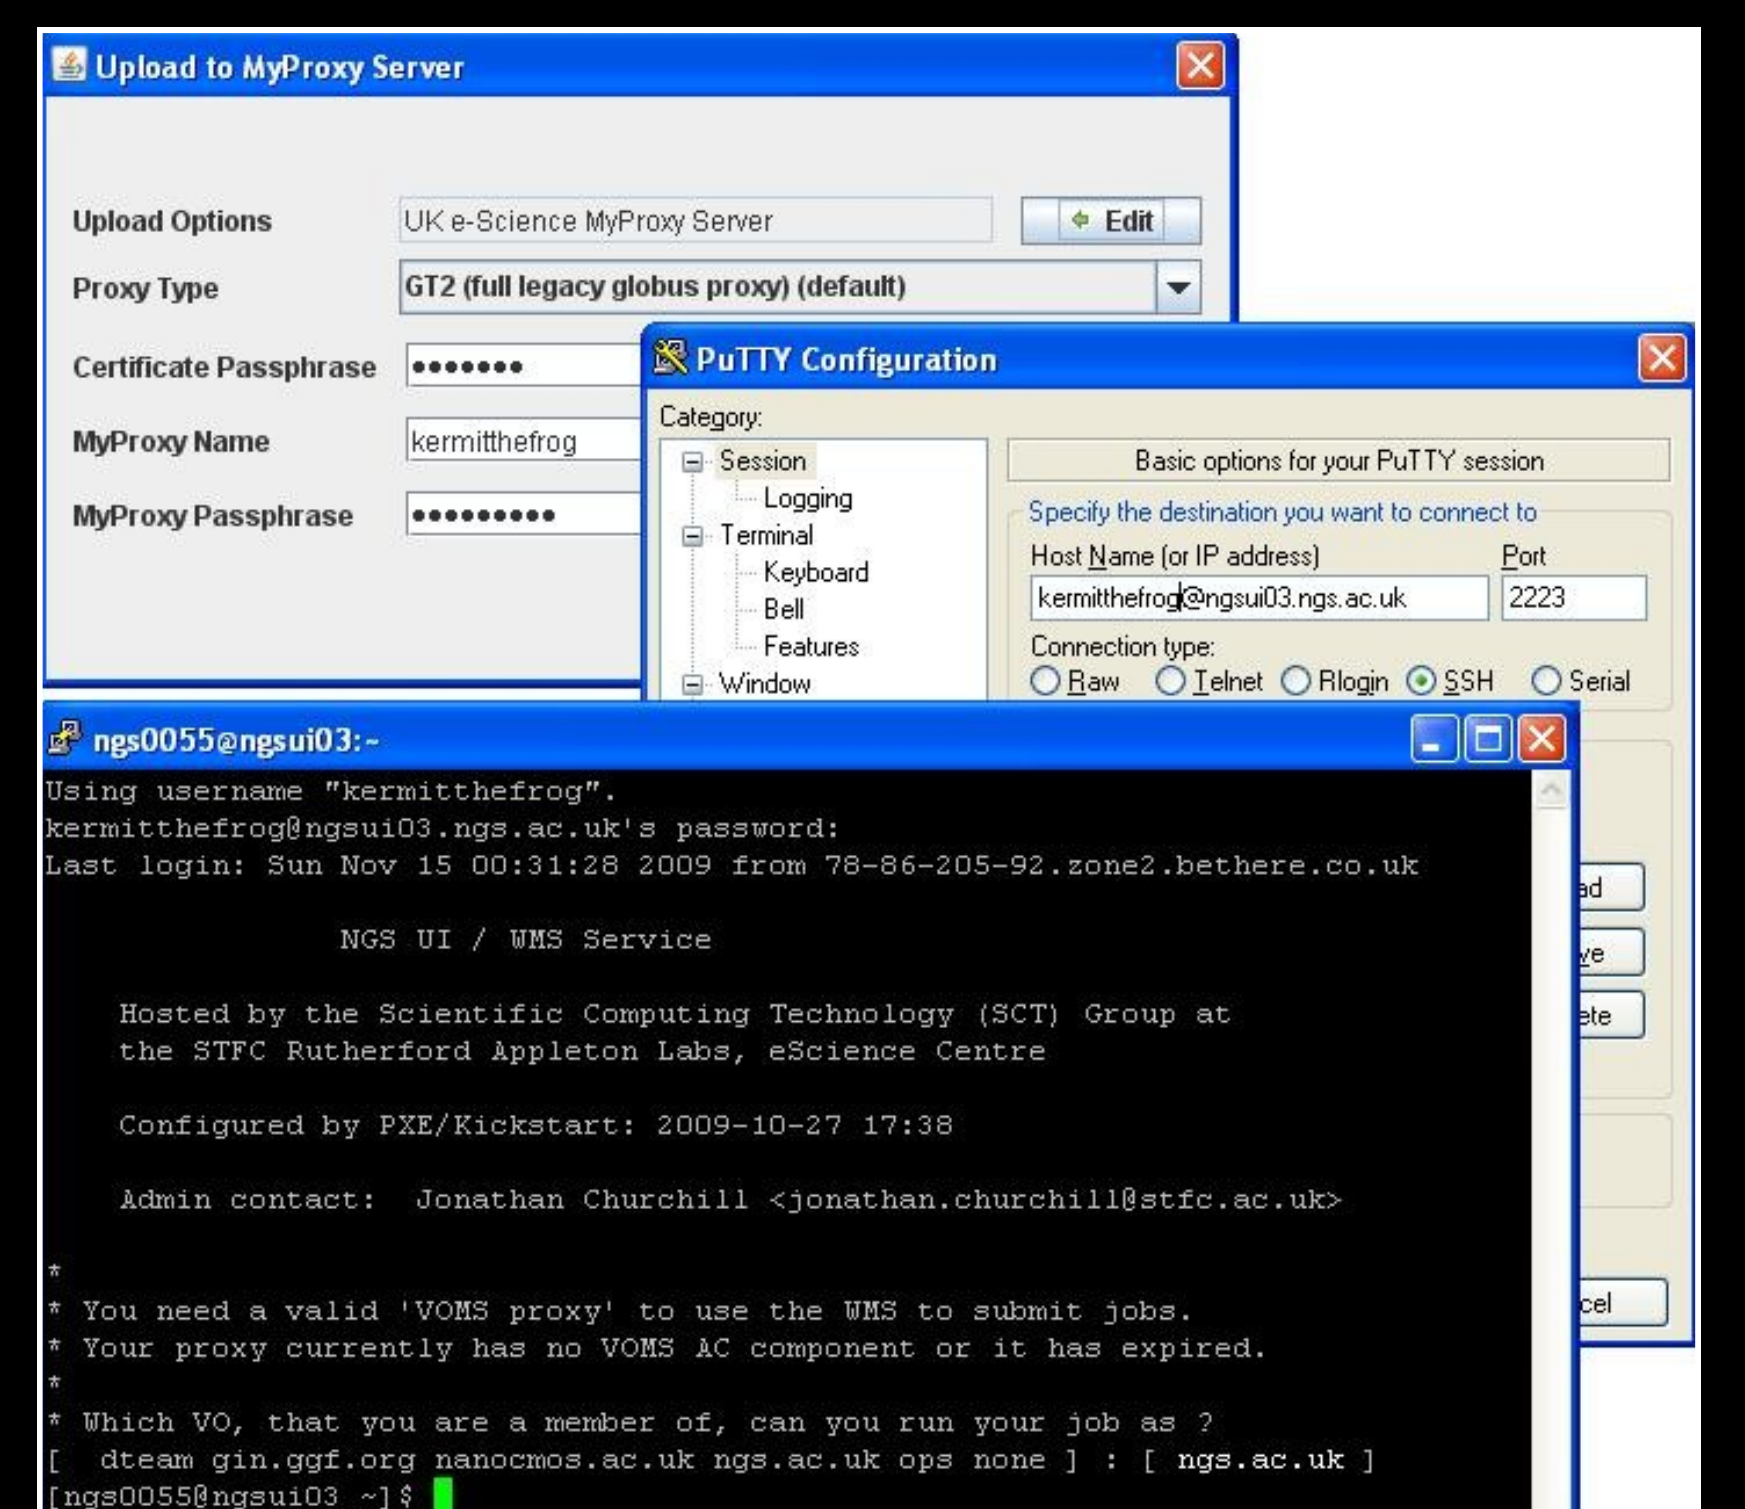 Upload to MyProxy Server
Upload Options
UK e-Science MyProxy Server
Edit
Proxy Type
GT2 (full legacy globus proxy) (default)
Certificate Passphrase
•••••••
MyProxy Name
kermitthefrog
MyProxy Passphrase
•••••••••
PuTTY Configuration
Category:
Session
Logging
Terminal
Keyboard
Bell
Features
Window
Basic options for your PuTTY session
Specify the destination you want to connect to
Host Name (or IP address)
Port
kermitthefrog@ngsui03.ngs.ac.uk
2223
Connection type:
Raw
Telnet
Rlogin
SSH
Serial
ad
ve
ete
cel
ngs0055@ngsui03:~
Using username "kermitthefrog".
kermitthefrog@ngsui03.ngs.ac.uk's password:
Last login: Sun Nov 15 00:31:28 2009 from 78-86-205-92.zone2.bethere.co.uk
NGS UI / WMS Service
Hosted by the Scientific Computing Technology (SCT) Group at
the STFC Rutherford Appleton Labs, eScience Centre
Configured by PXE/Kickstart: 2009-10-27 17:38
Admin contact:  Jonathan Churchill <jonathan.churchill@stfc.ac.uk>
*
* You need a valid 'VOMS proxy' to use the WMS to submit jobs.
* Your proxy currently has no VOMS AC component or it has expired.
*
* Which VO, that you are a member of, can you run your job as ?
[  dteam gin.ggf.org nanocmos.ac.uk ngs.ac.uk ops none ] : [ ngs.ac.uk ]
[ngs0055@ngsui03 ~]$